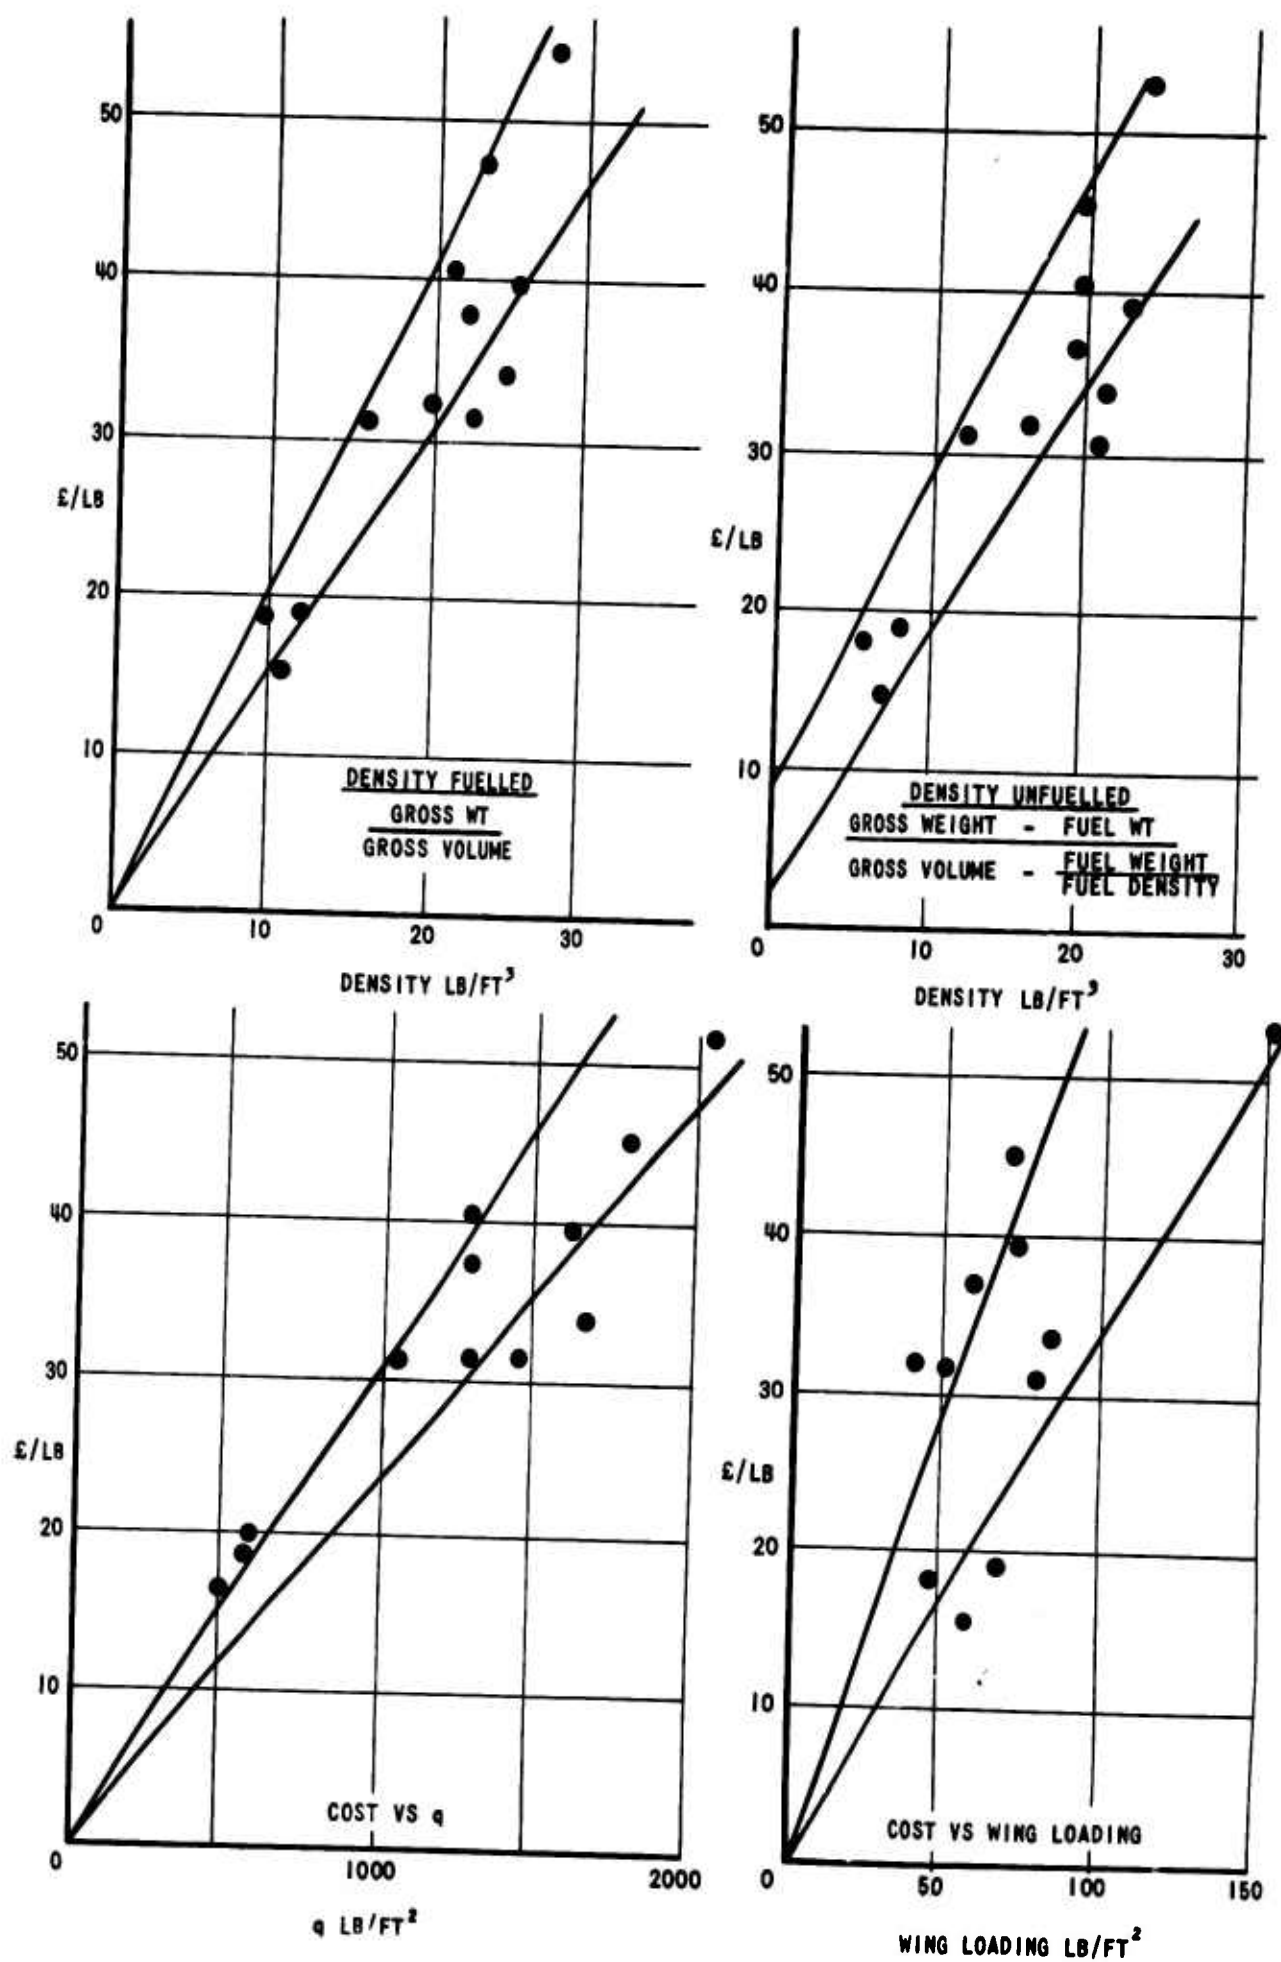 50
40
30
£/LB
20
10
0
10
20
30
DENSITY FUELLED
GROSS WT
GROSS VOLUME
DENSITY LB/FT³
50
40
30
£/LB
20
10
0
10
20
30
DENSITY UNFUELLED
GROSS WEIGHT - FUEL WT
GROSS VOLUME - FUEL WEIGHT
FUEL DENSITY
DENSITY LB/FT³
50
40
30
£/LB
20
10
0
1000
2000
COST VS q
q LB/FT²
50
40
30
£/LB
20
10
0
50
100
150
COST VS WING LOADING
WING LOADING LB/FT²